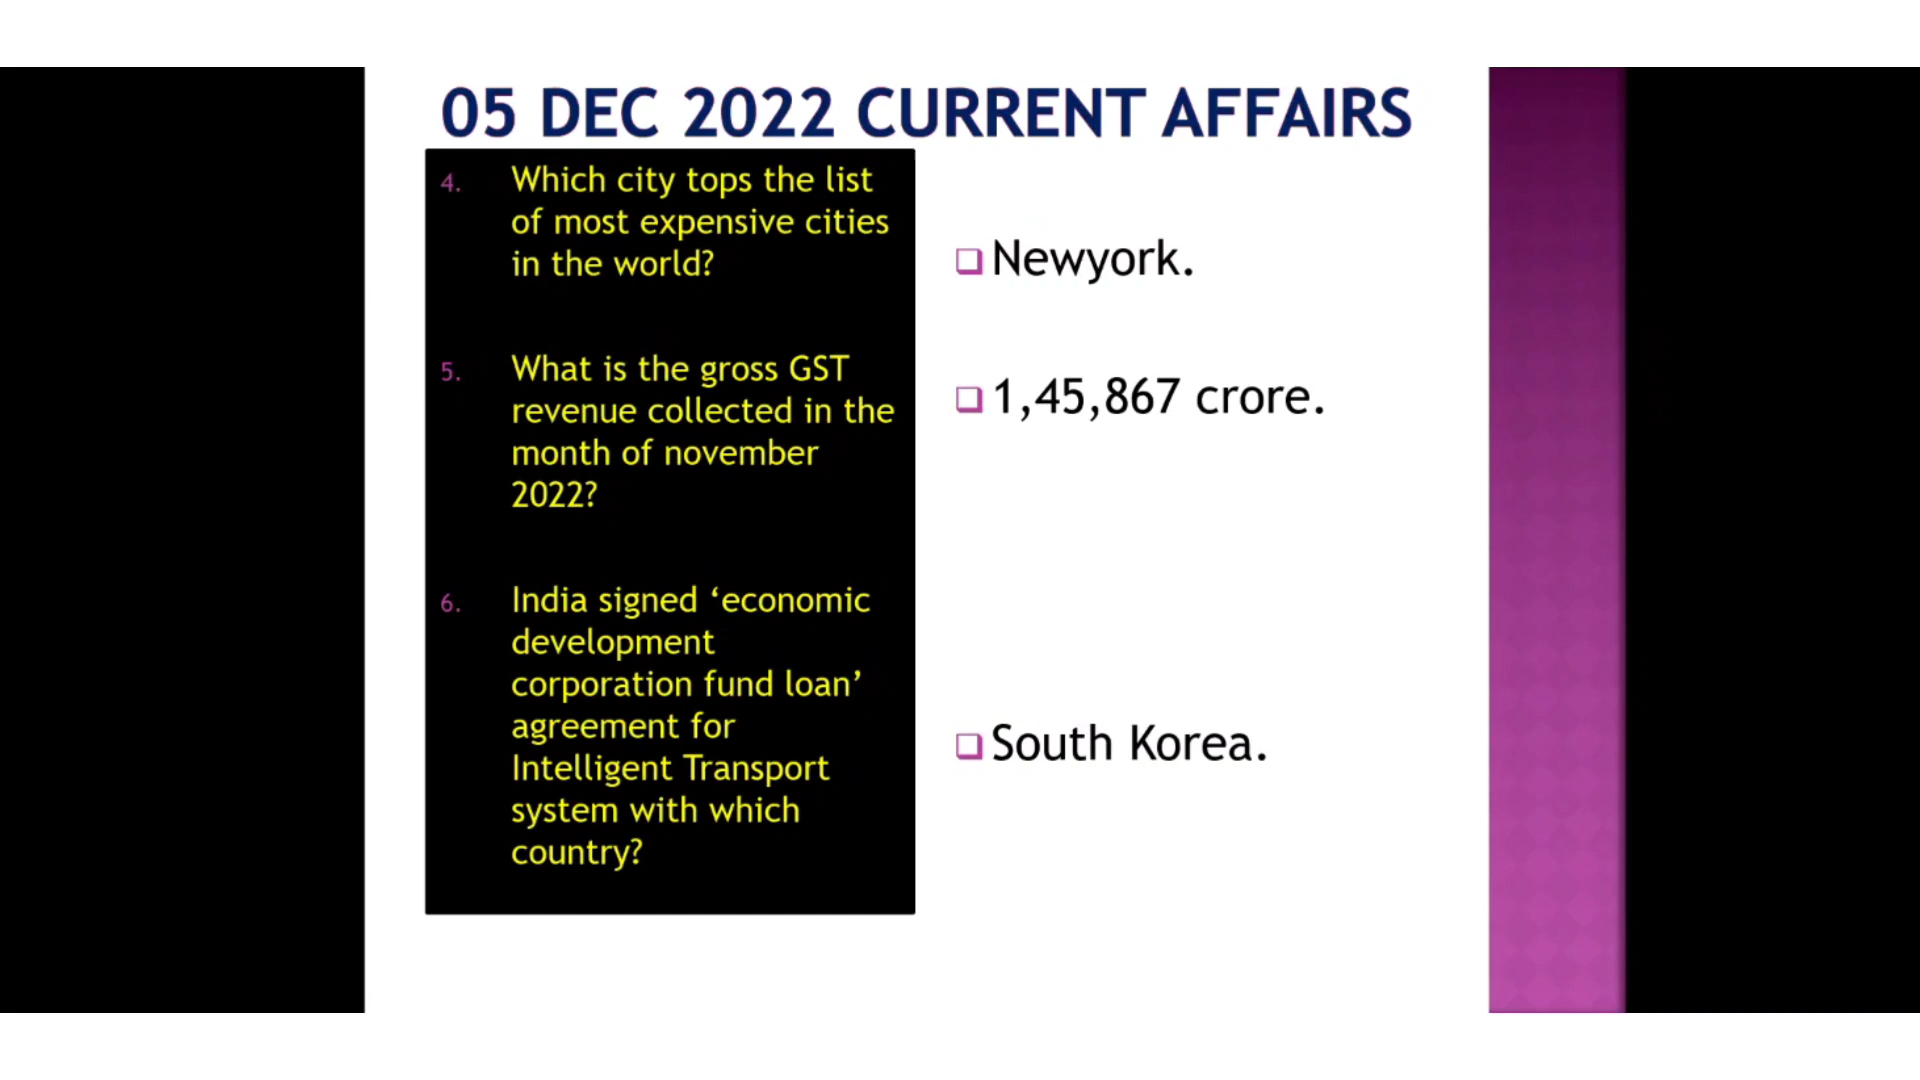 05 DEC 2022 CURRENT AFFAIRS
4. Which city tops the list
of most expensive cities
in the world?
Newyork.
5. What is the gross GST
revenue collected in the
month of november
2022?
1,45,867 crore.
6. India signed ‘economic
development
corporation fund loan’
agreement for
Intelligent Transport
system with which
country?
South Korea.